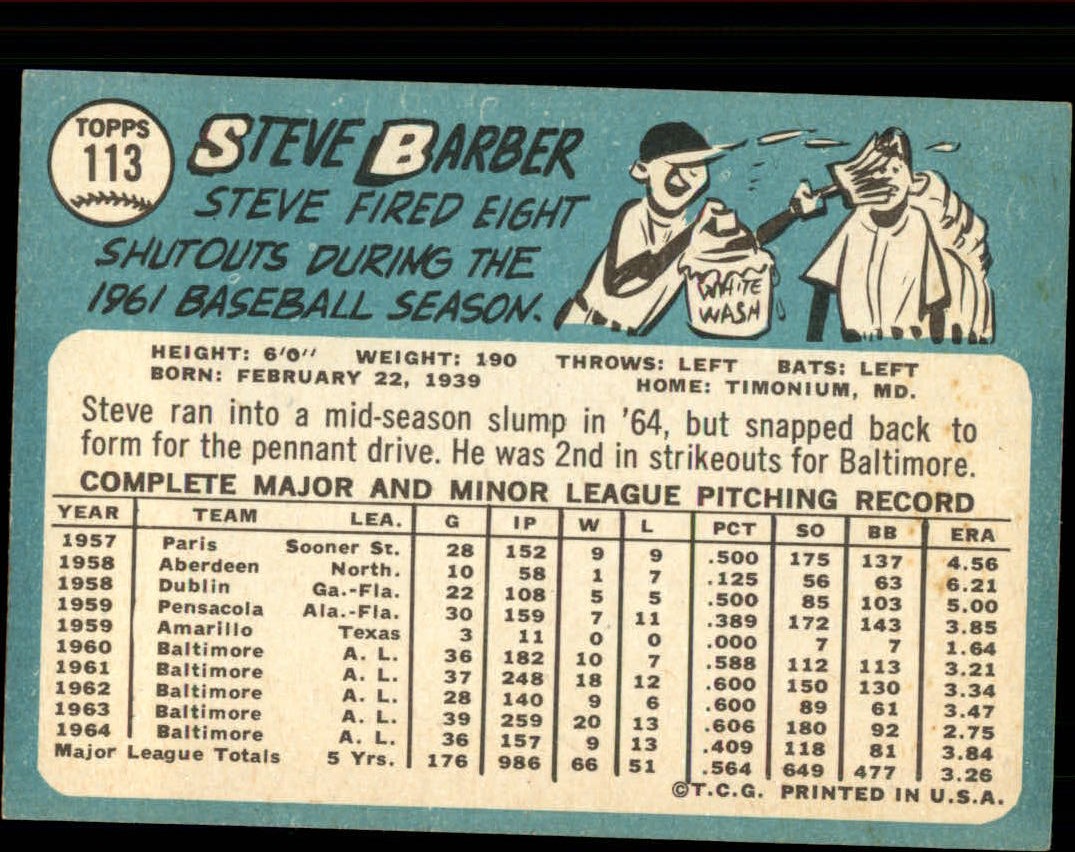 TOPPS
113
STEVE BARBER
STEVE FIRED EIGHT
SHUTOUTS DURING THE
1961 BASEBALL SEASON.
WHITE
WASH
HEIGHT: 6'0" WEIGHT: 190 THROWS: LEFT BATS: LEFT
BORN: FEBRUARY 22, 1939 HOME: TIMONIUM, MD.
Steve ran into a mid-season slump in '64, but snapped back to
form for the pennant drive. He was 2nd in strikeouts for Baltimore.
COMPLETE MAJOR AND MINOR LEAGUE PITCHING RECORD
YEAR TEAM LEA. G IP W L PCT SO BB ERA
1957 Paris Sooner St. 28 152 9 9 .500 175 137 4.56
1958 Aberdeen North. 10 58 1 7 .125 56 63 6.21
1958 Dublin Ga.-Fla. 22 108 5 5 .500 85 103 5.00
1959 Pensacola Ala.-Fla. 30 159 7 11 .389 172 143 3.85
1959 Amarillo Texas 3 11 0 0 .000 7 7 1.64
1960 Baltimore A. L. 36 182 10 7 .588 112 113 3.21
1961 Baltimore A. L. 37 248 18 12 .600 150 130 3.34
1962 Baltimore A. L. 28 140 9 6 .600 89 61 3.47
1963 Baltimore A. L. 39 259 20 13 .606 180 92 2.75
1964 Baltimore A. L. 36 157 9 13 .409 118 81 3.84
Major League Totals 5 Yrs. 176 986 66 51 .564 649 477 3.26
©T.C.G. PRINTED IN U.S.A.